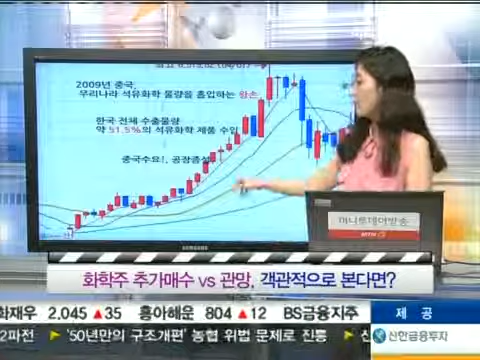 2009년 중국,
우리나라 석유화학 물량을 흡입하는 왕손
한국 전체 수출물량
약 51.5%의 석유화학 제품 수입
중국수요!, 공장증설
SAMSUNG
머니투데이방송
MTN
화학주 추가매수 vs 관망, 객관적으로 본다면?
화재우 2,045 ▲35 흥아해운 804 ▲12 BS금융지주
제 공
2파전 ▶ '50년만의 구조개편' 농협 위법 문제로 진통 ▶
신한금융투자